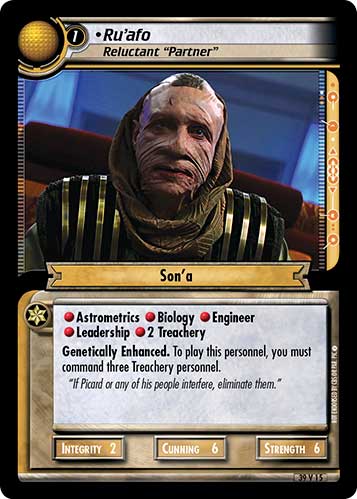 1 •Ru'afo
Reluctant "Partner"
Son'a
Astrometrics Biology Engineer
Leadership 2 Treachery
Genetically Enhanced. To play this personnel, you must
command three Treachery personnel.
"If Picard or any of his people interfere, eliminate them."
INTEGRITY 2 CUNNING 6 STRENGTH 6
39 V 15